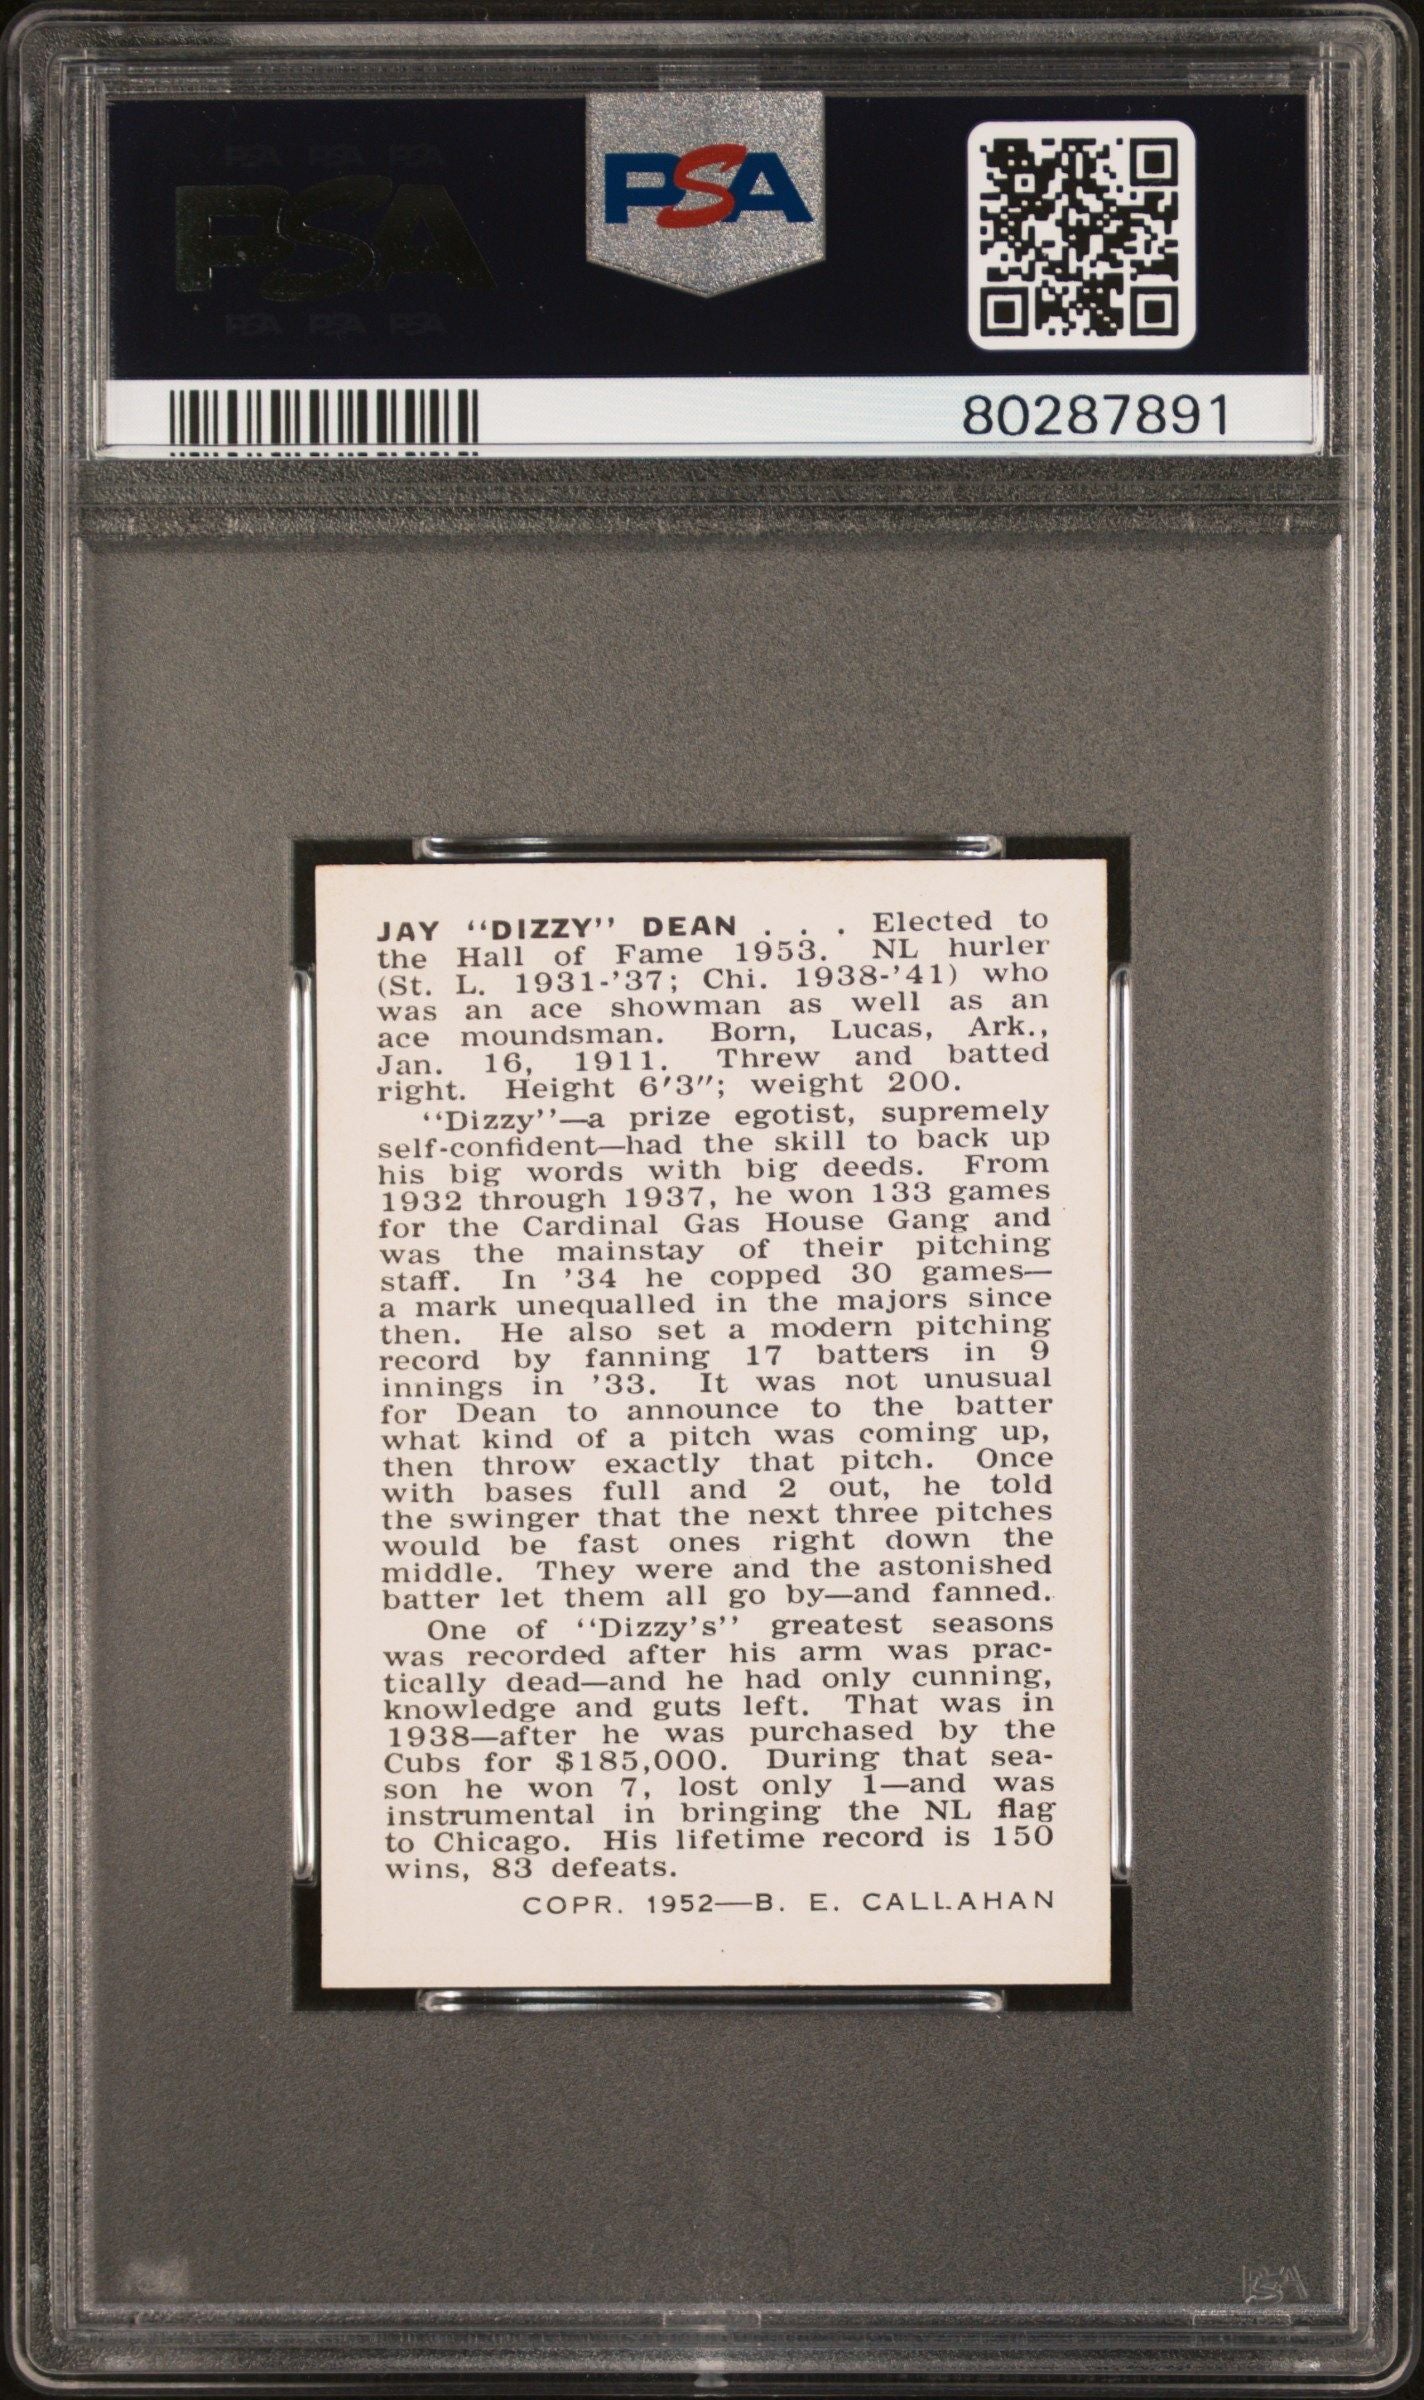 PSA PSA PSA
PSA
PSA PSA PSA
PSA
80287891
JAY “DIZZY” DEAN . . . Elected to
the Hall of Fame 1953. NL hurler
(St. L. 1931-’37; Chi. 1938-’41) who
was an ace showman as well as an
ace moundsman. Born, Lucas, Ark.,
Jan. 16, 1911. Threw and batted
right. Height 6′3″; weight 200.
“Dizzy”—a prize egotist, supremely
self-confident—had the skill to back up
his big words with big deeds. From
1932 through 1937, he won 133 games
for the Cardinal Gas House Gang and
was the mainstay of their pitching
staff. In ’34 he copped 30 games—
a mark unequalled in the majors since
then. He also set a modern pitching
record by fanning 17 batters in 9
innings in ’33. It was not unusual
for Dean to announce to the batter
what kind of a pitch was coming up,
then throw exactly that pitch. Once
with bases full and 2 out, he told
the swinger that the next three pitches
would be fast ones right down the
middle. They were and the astonished
batter let them all go by—and fanned.
One of “Dizzy’s” greatest seasons
was recorded after his arm was prac-
tically dead—and he had only cunning,
knowledge and guts left. That was in
1938—after he was purchased by the
Cubs for $185,000. During that sea-
son he won 7, lost only 1—and was
instrumental in bringing the NL flag
to Chicago. His lifetime record is 150
wins, 83 defeats.
COPR. 1952—B. E. CALLAHAN
PSA